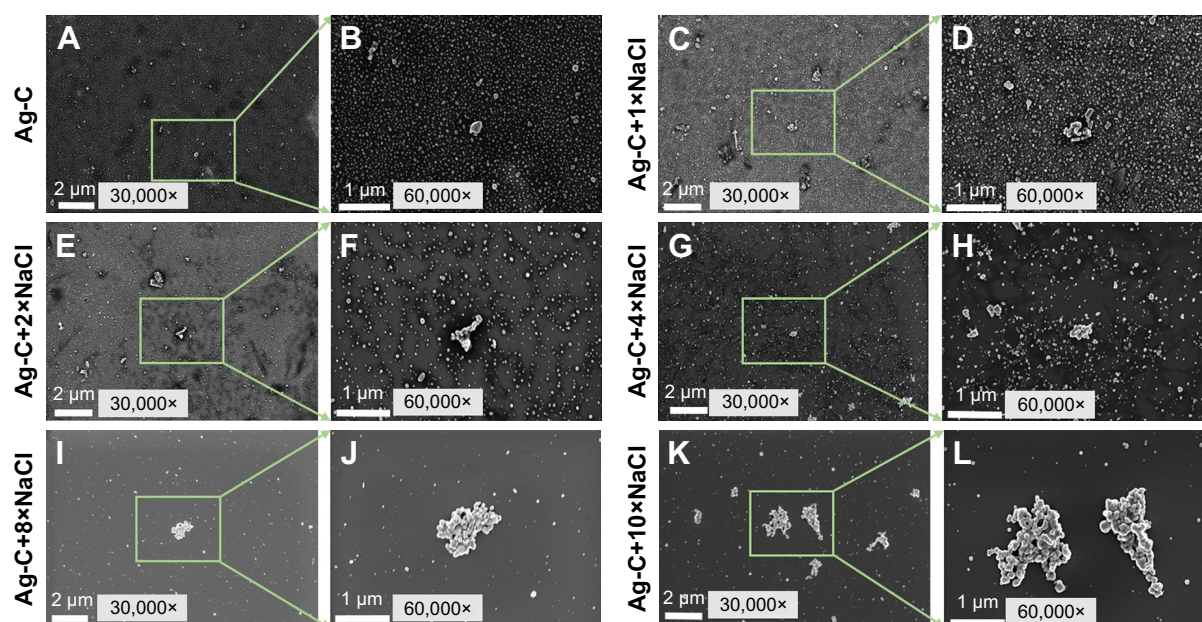 A
B
C
D
Ag-C
Ag-C+1×NaCl
2 μm
30,000×
1 μm
60,000×
2 μm
30,000×
1 μm
60,000×
E
F
G
H
Ag-C+2×NaCl
Ag-C+4×NaCl
2 μm
30,000×
1 μm
60,000×
2 μm
30,000×
1 μm
60,000×
I
J
K
L
Ag-C+8×NaCl
Ag-C+10×NaCl
2 μm
30,000×
1 μm
60,000×
2 μm
30,000×
1 μm
60,000×